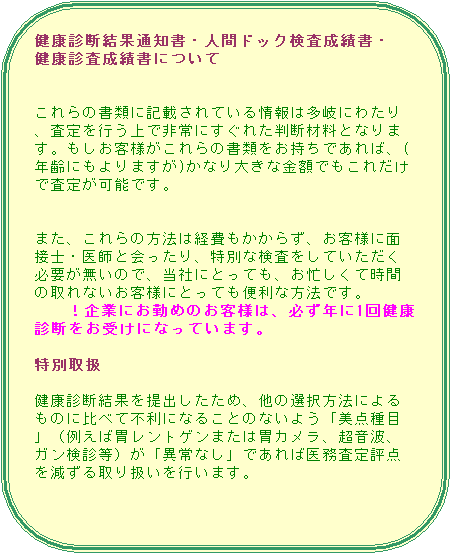 健康診断結果通知書・人間ドック検査成績書・
健康診査成績書について
これらの書類に記載されている情報は多岐にわたり
、査定を行う上で非常にすぐれた判断材料となりま
す。もしお客様がこれらの書類をお持ちであれば、(
年齢にもよりますが)かなり大きな金額でもこれだけ
で査定が可能です。
また、これらの方法は経費もかからず、お客様に面
接士・医師と会ったり、特別な検査をしていただく
必要が無いので、当社にとっても、お忙しくて時間
の取れないお客様にとっても便利な方法です。
！企業にお勤めのお客様は、必ず年に1回健康
診断をお受けになっています。
特別取扱
健康診断結果を提出したため、他の選択方法による
ものに比べて不利になることのないよう「美点種目
」（例えば胃レントゲンまたは胃カメラ、超音波、
ガン検診等）が「異常なし」であれば医務査定評点
を減ずる取り扱いを行います。